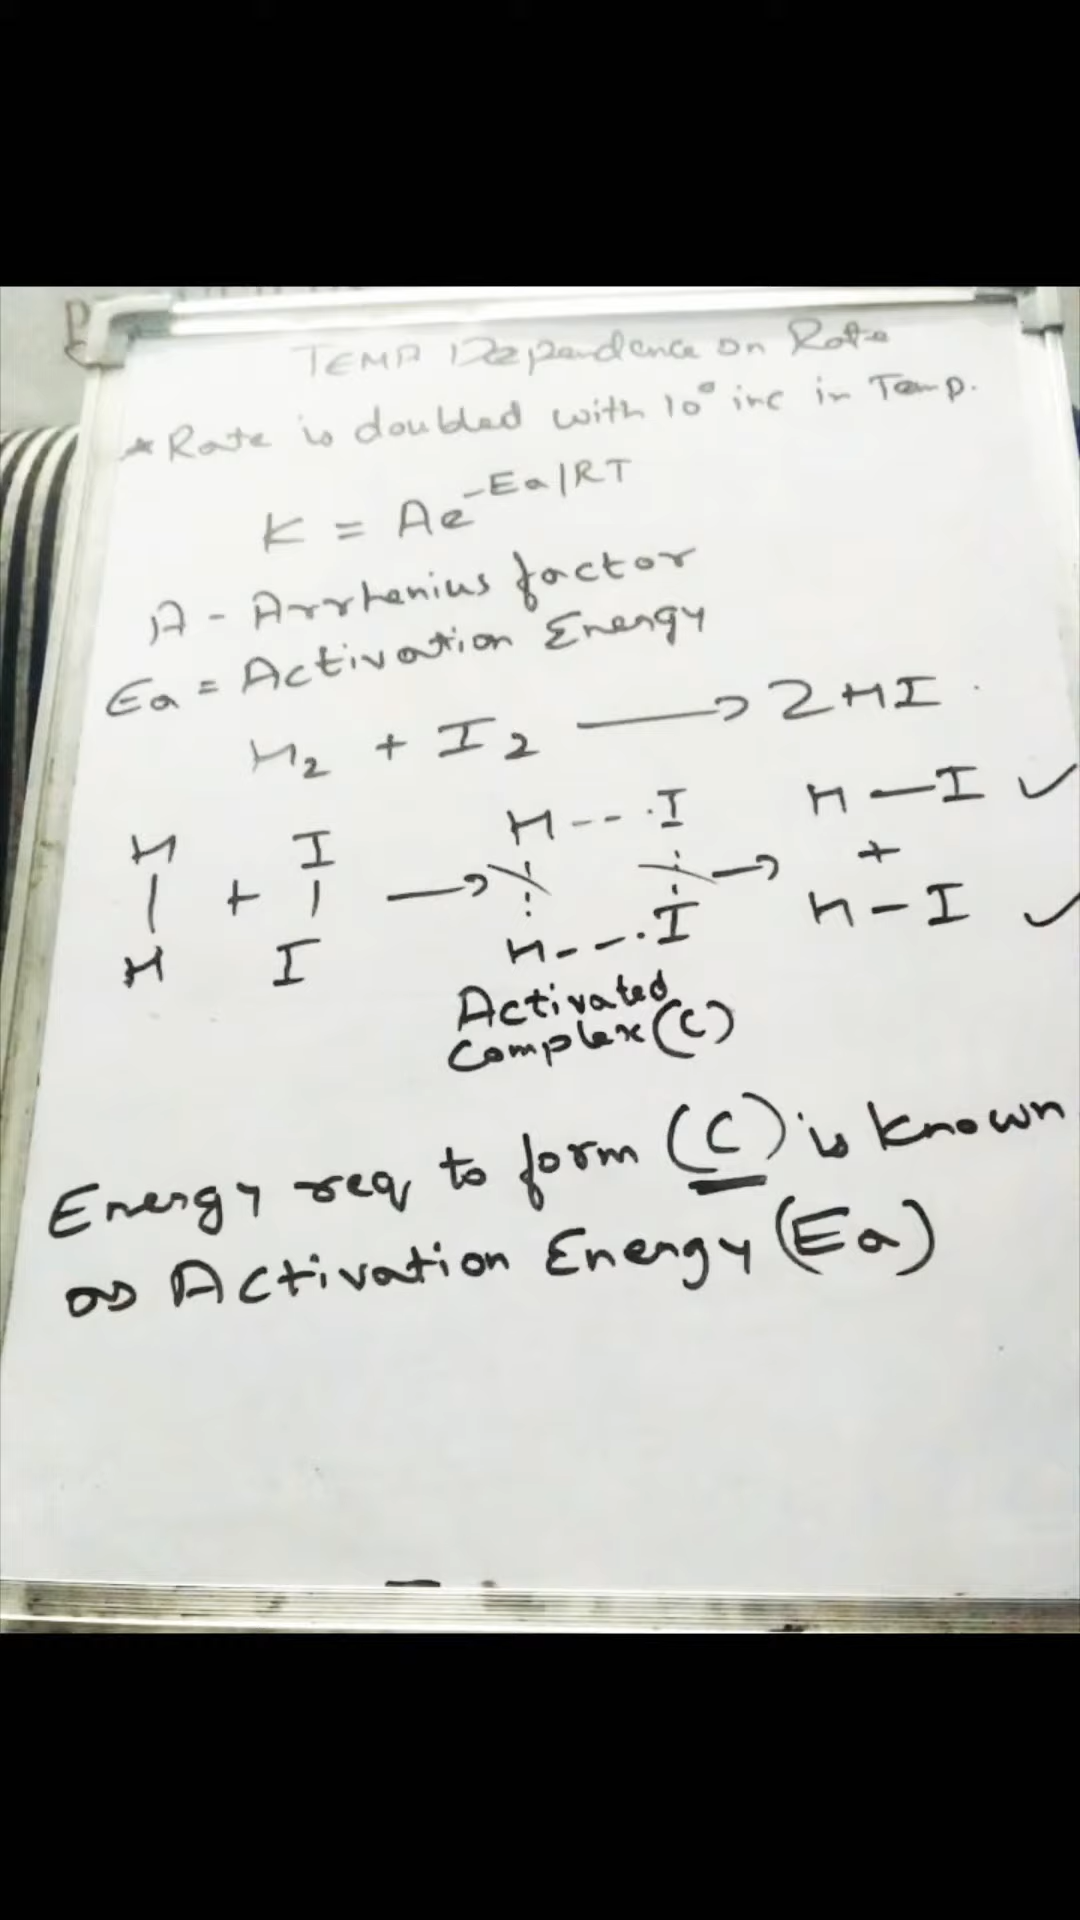 TEMP Dependence on Rate
* Rate is doubled with 10° inc in Temp.
K = Ae^-Ea/RT
A - Arrhenius factor
Ea = Activation Energy
H2 + I2 → 2HI
H I H---I H—I ✓
| + | → → +
H I H---I H-I ✓
Activated
Complex (C)
Energy req to form (C) is known
as Activation Energy (Ea)